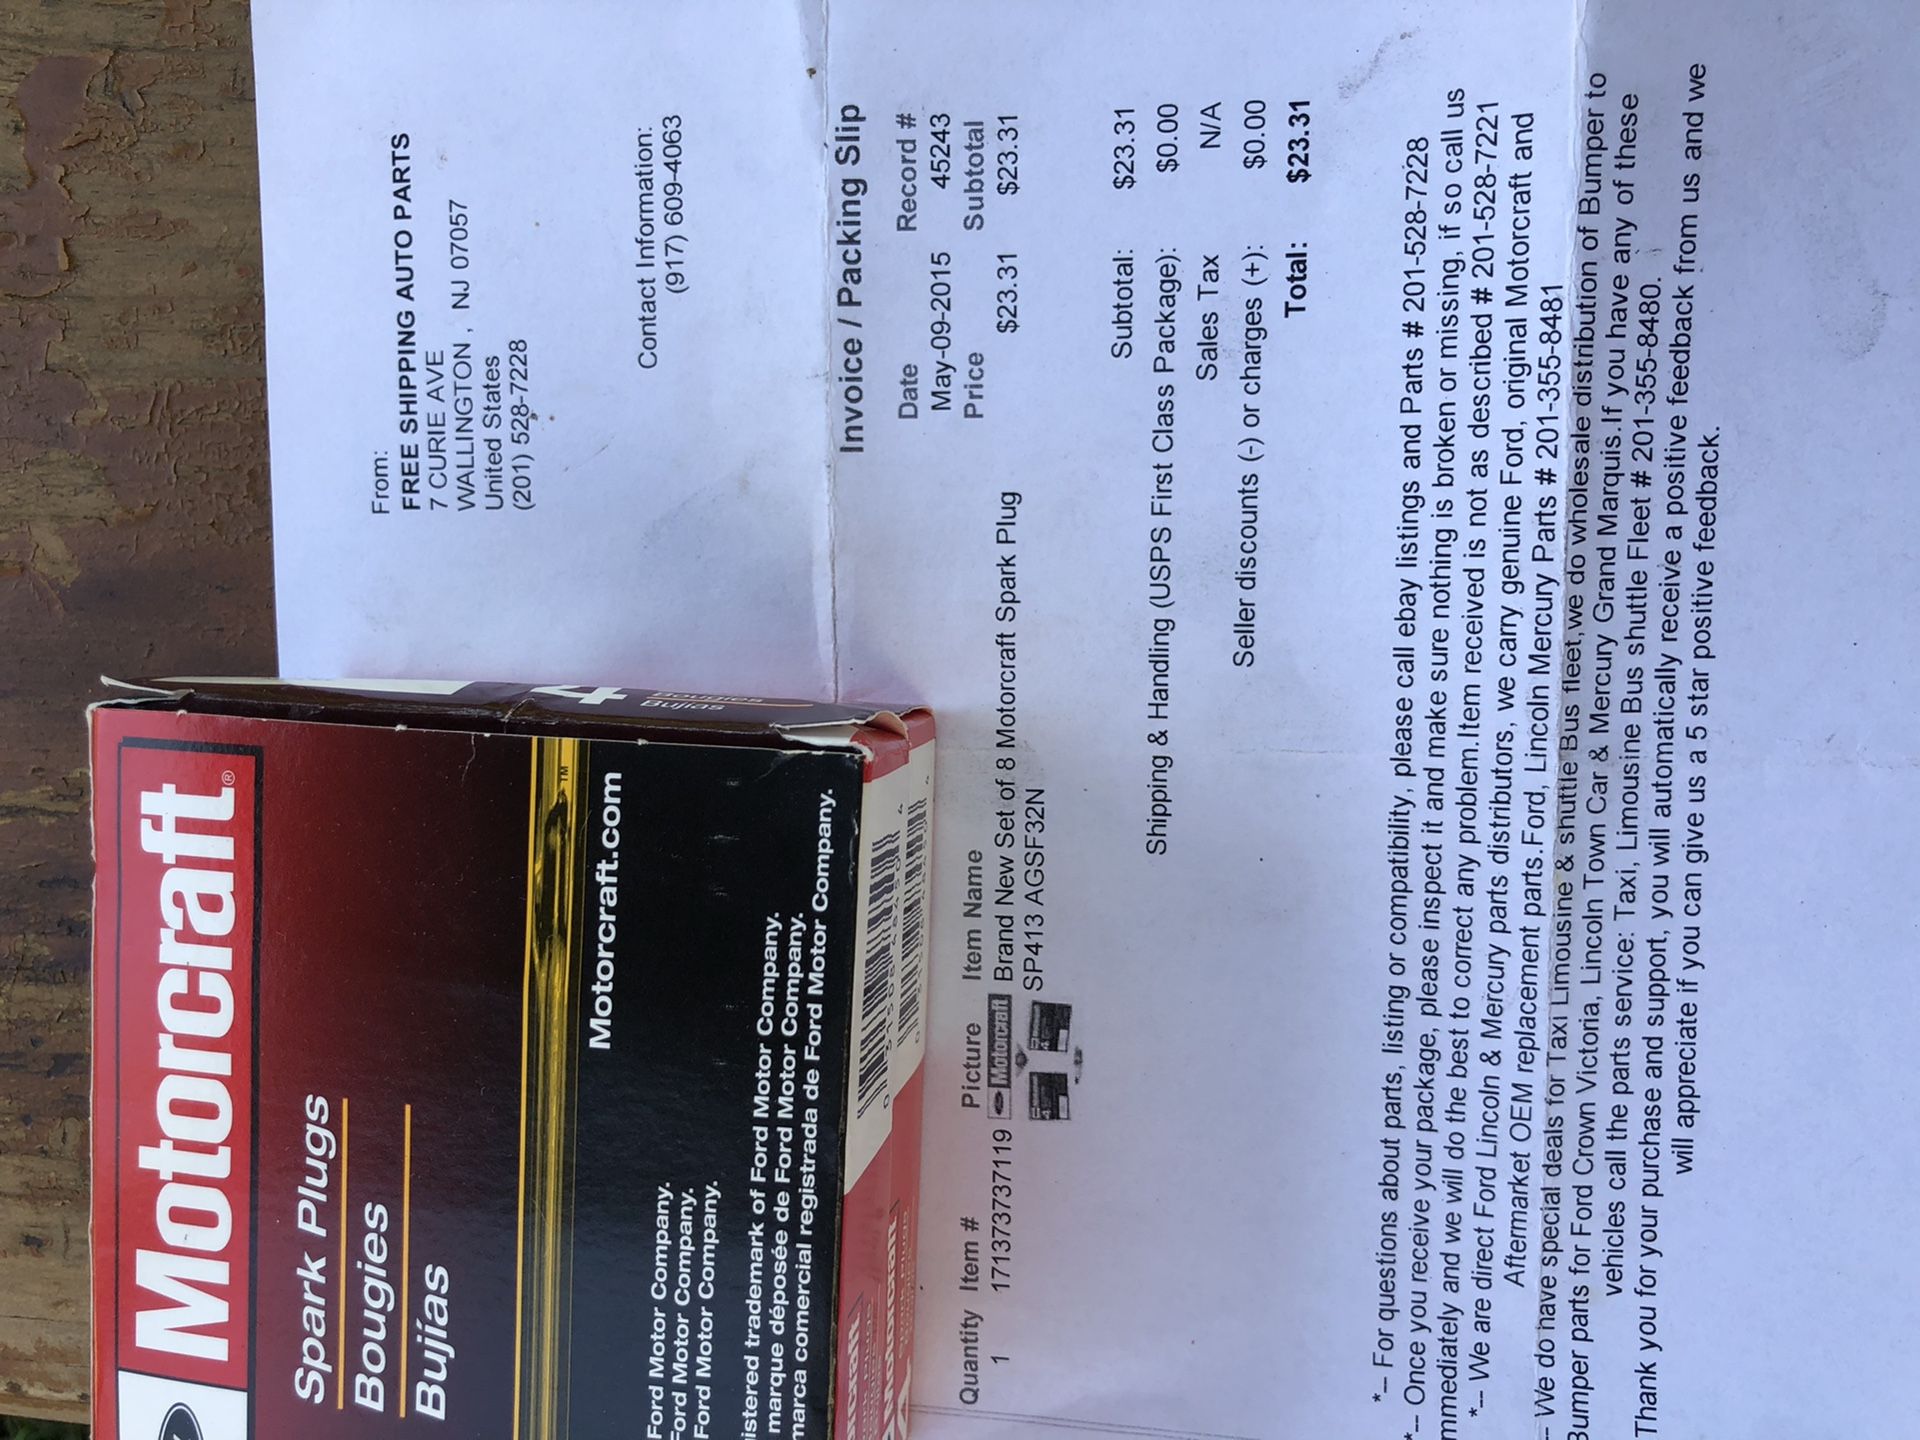 From:
FREE SHIPPING AUTO PARTS
7 CURIE AVE
WALLINGTON , NJ 07057
United States
(201) 528-7228
Contact Information:
(917) 609-4063
Invoice / Packing Slip
Date Record #
May-09-2015 45243
Quantity Item # Picture Item Name Price Subtotal
1 171373737119 Motorcraft Brand New Set of 8 Motorcraft Spark Plug $23.31 $23.31
SP413 AGSF32N
Subtotal: $23.31
Shipping & Handling (USPS First Class Package): $0.00
Sales Tax N/A
Seller discounts (-) or charges (+): $0.00
Total: $23.31
*-- For questions about parts, listing or compatibility, please call ebay listings and Parts # 201-528-7228
*-- Once you receive your package, please inspect it and make sure nothing is broken or missing, if so call us
immediately and we will do the best to correct any problem.Item received is not as described # 201-528-7221
*-- We are direct Ford Lincoln & Mercury parts distributors, we carry genuine Ford, original Motorcraft and
Aftermarket OEM replacement parts.Ford, Lincoln Mercury Parts # 201-355-8481
-- We do have special deals for Taxi Limousine & shuttle Bus fleet,we do wholesale distribution of Bumper to
Bumper parts for Ford Crown Victoria, Lincoln Town Car & Mercury Grand Marquis.If you have any of these
vehicles call the parts service: Taxi, Limousine Bus shuttle Fleet # 201-355-8480.
Thank you for your purchase and support, you will automatically receive a positive feedback from us and we
will appreciate if you can give us a 5 star positive feedback.
Motorcraft®
Spark Plugs
Bougies
Bujías
™
Motorcraft.com
Ford Motor Company.
Ford Motor Company.
Ford Motor Company.
istered trademark of Ford Motor Company.
marque déposée de Ford Motor Company.
marca comercial registrada de Ford Motor Company.
4
Bougies
Bujías
Motorcraft